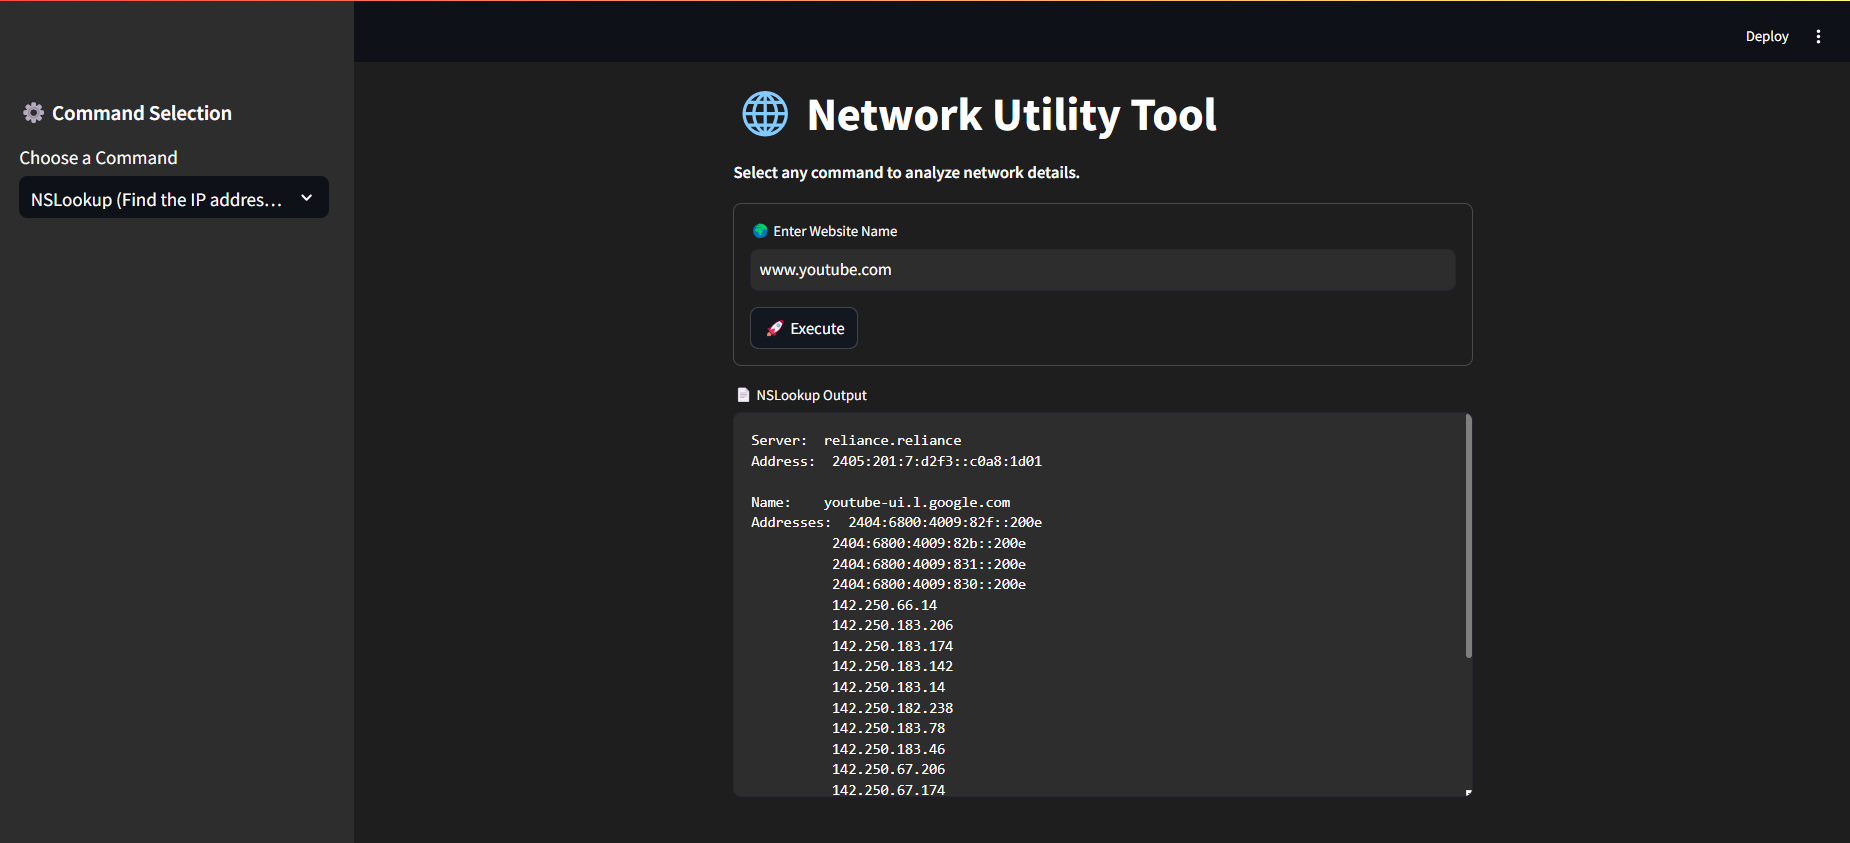 Deploy
Command Selection
Choose a Command
NSLookup (Find the IP addres...
Network Utility Tool
Select any command to analyze network details.
Enter Website Name
www.youtube.com
Execute
NSLookup Output
Server:  reliance.reliance
Address:  2405:201:7:d2f3::c0a8:1d01
Name:    youtube-ui.l.google.com
Addresses:  2404:6800:4009:82f::200e
2404:6800:4009:82b::200e
2404:6800:4009:831::200e
2404:6800:4009:830::200e
142.250.66.14
142.250.183.206
142.250.183.174
142.250.183.142
142.250.183.14
142.250.182.238
142.250.183.78
142.250.183.46
142.250.67.206
142.250.67.174